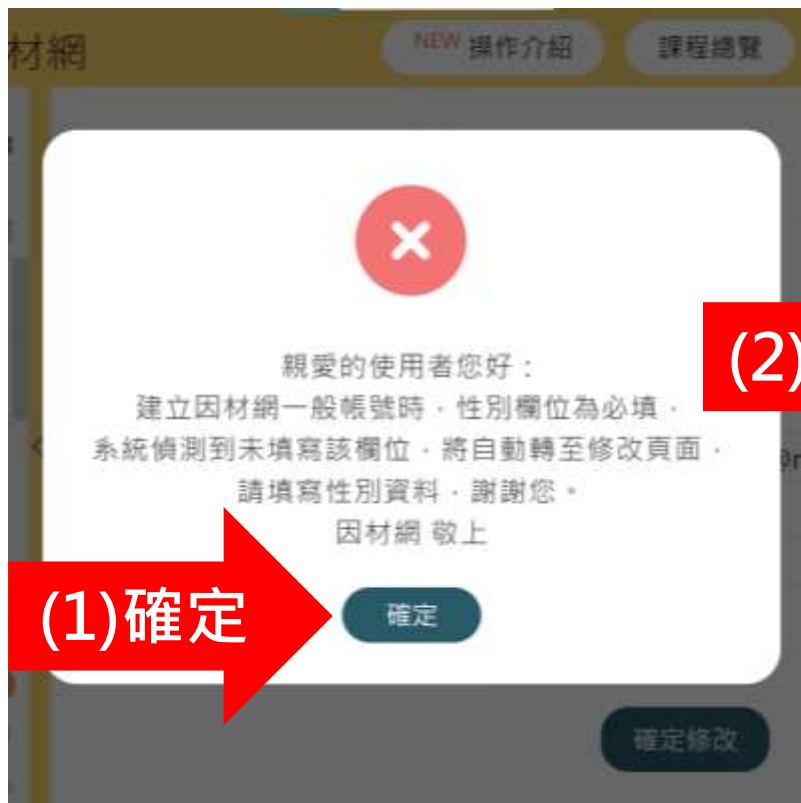 材網
NEW 操作介紹
課程總覽
親愛的使用者您好：
建立因材網一般帳號時，性別欄位為必填，
系統偵測到未填寫該欄位，將自動轉至修改頁面，
請填寫性別資料，謝謝您。
因材網 敬上
(1)確定
確定
(2)
確定修改